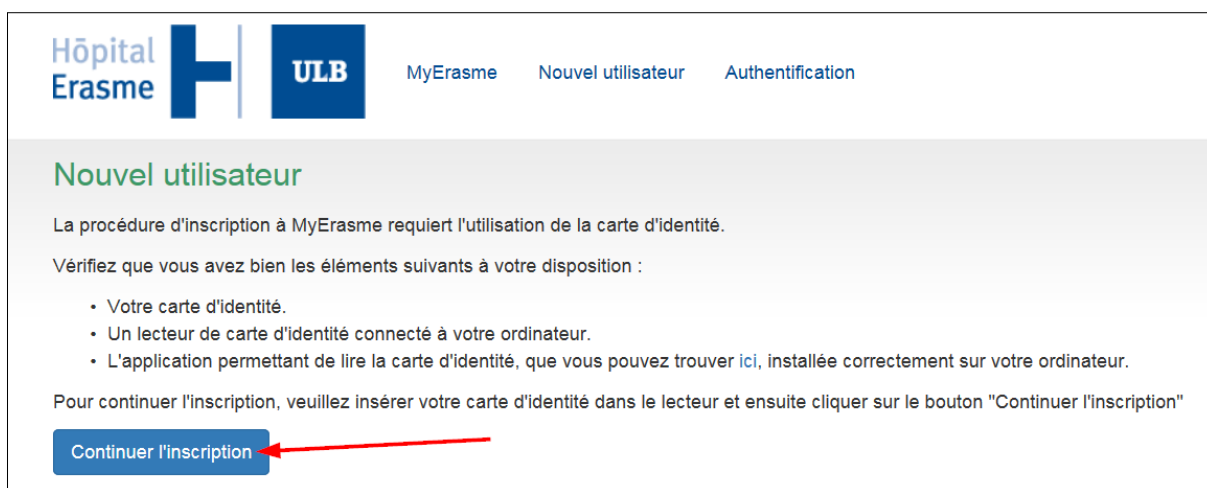 Hōpital
Erasme
ULB
MyErasme Nouvel utilisateur Authentification
Nouvel utilisateur
La procédure d'inscription à MyErasme requiert l'utilisation de la carte d'identité.
Vérifiez que vous avez bien les éléments suivants à votre disposition :
• Votre carte d'identité.
• Un lecteur de carte d'identité connecté à votre ordinateur.
• L'application permettant de lire la carte d'identité, que vous pouvez trouver ici, installée correctement sur votre ordinateur.
Pour continuer l'inscription, veuillez insérer votre carte d'identité dans le lecteur et ensuite cliquer sur le bouton "Continuer l'inscription"
Continuer l'inscription